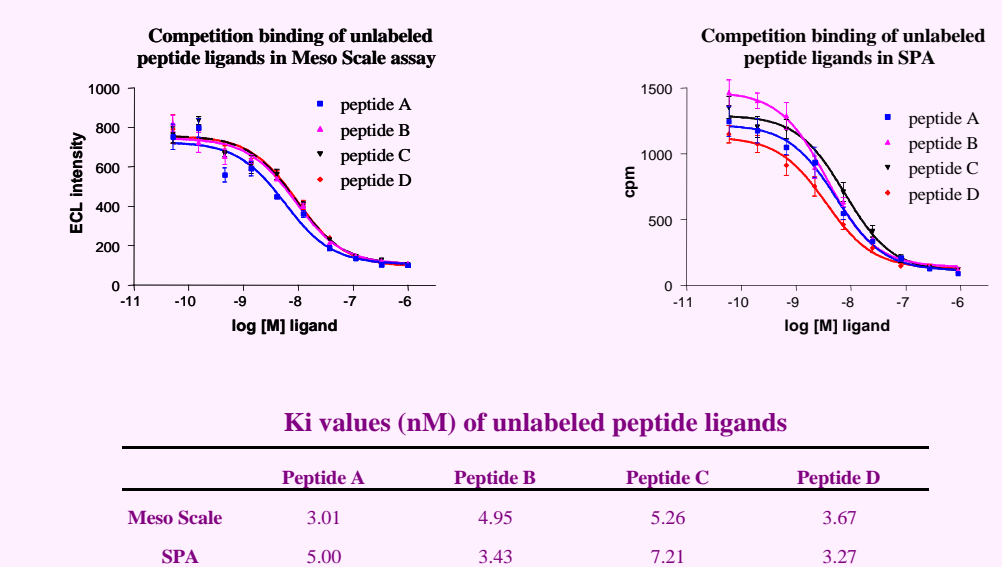 Competition binding of unlabeled
peptide ligands in Meso Scale assay
1000
800
600
400
200
0
ECL intensity
-11 -10 -9 -8 -7 -6
log [M] ligand
peptide A
peptide B
peptide C
peptide D
Competition binding of unlabeled
peptide ligands in SPA
1500
1000
500
0
cpm
-11 -10 -9 -8 -7 -6
log [M] ligand
peptide A
peptide B
peptide C
peptide D
Ki values (nM) of unlabeled peptide ligands
Peptide A Peptide B Peptide C Peptide D
Meso Scale 3.01 4.95 5.26 3.67
SPA 5.00 3.43 7.21 3.27